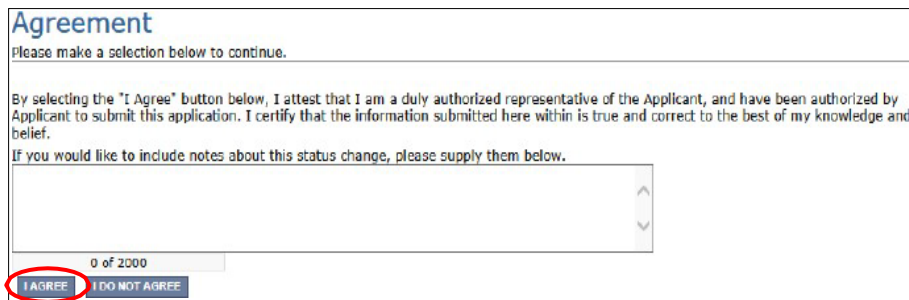 Agreement
Please make a selection below to continue.
By selecting the "I Agree" button below, I attest that I am a duly authorized representative of the Applicant, and have been authorized by
Applicant to submit this application. I certify that the information submitted here within is true and correct to the best of my knowledge and
belief.
If you would like to include notes about this status change, please supply them below.
0 of 2000
I AGREE I DO NOT AGREE